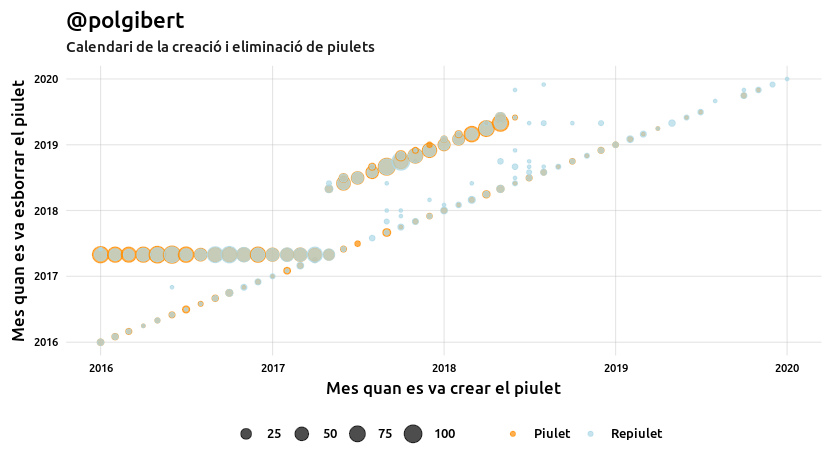 @polgibert
Calendari de la creació i eliminació de piulets
Mes quan es va esborrar el piulet
2020
2019
2018
2017
2016
2016 2017 2018 2019 2020
Mes quan es va crear el piulet
25 50 75 100 Piulet Repiulet